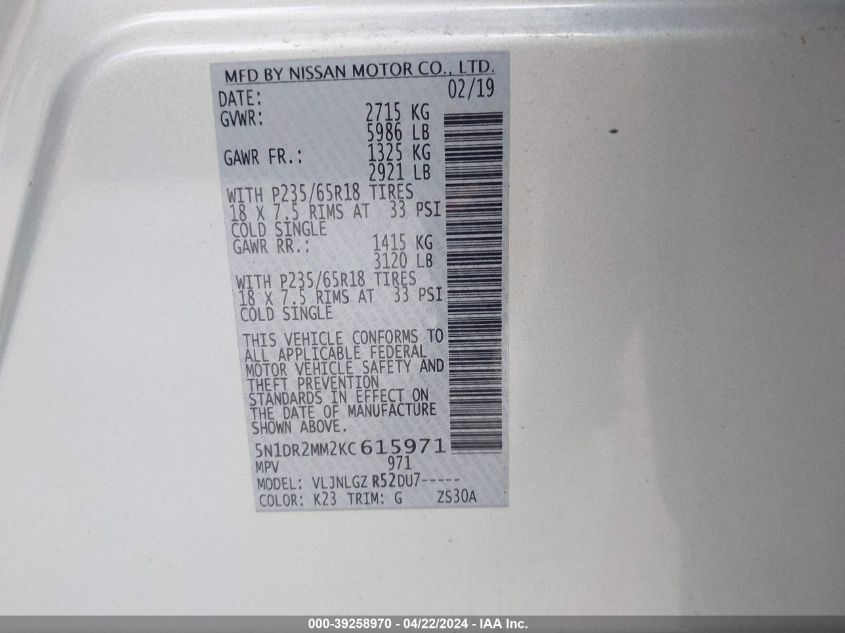 MFD BY NISSAN MOTOR CO., LTD.
DATE: 02/19
GVWR: 2715 KG
5986 LB
GAWR FR.: 1325 KG
2921 LB
WITH P235/65R18 TIRES
18 X 7.5 RIMS AT 33 PSI
COLD SINGLE
GAWR RR.: 1415 KG
3120 LB
WITH P235/65R18 TIRES
18 X 7.5 RIMS AT 33 PSI
COLD SINGLE
THIS VEHICLE CONFORMS TO
ALL APPLICABLE FEDERAL
MOTOR VEHICLE SAFETY AND
THEFT PREVENTION
STANDARDS IN EFFECT ON
THE DATE OF MANUFACTURE
SHOWN ABOVE.
5N1DR2MM2KC615971
MPV 971
MODEL: VLJNLGZ R52DU7-----
COLOR: K23 TRIM: G ZS30A
000-39258970 - 04/22/2024 - IAA Inc.